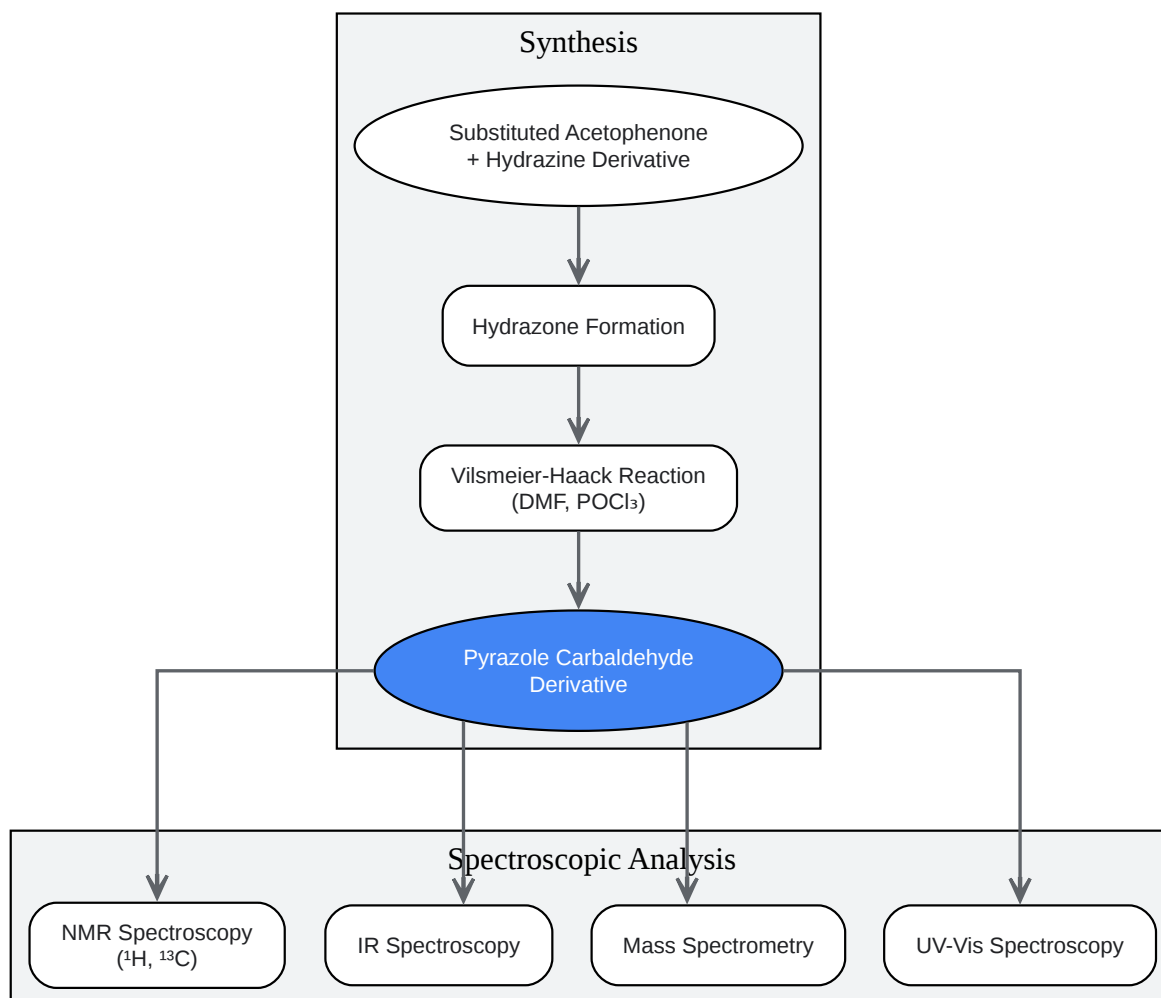 Synthesis
Substituted Acetophenone
+ Hydrazine Derivative
Hydrazone Formation
Vilsmeier-Haack Reaction
(DMF, POCl₃)
Pyrazole Carbaldehyde
Derivative
Spectroscopic Analysis
NMR Spectroscopy
(¹H, ¹³C)
IR Spectroscopy
Mass Spectrometry
UV-Vis Spectroscopy